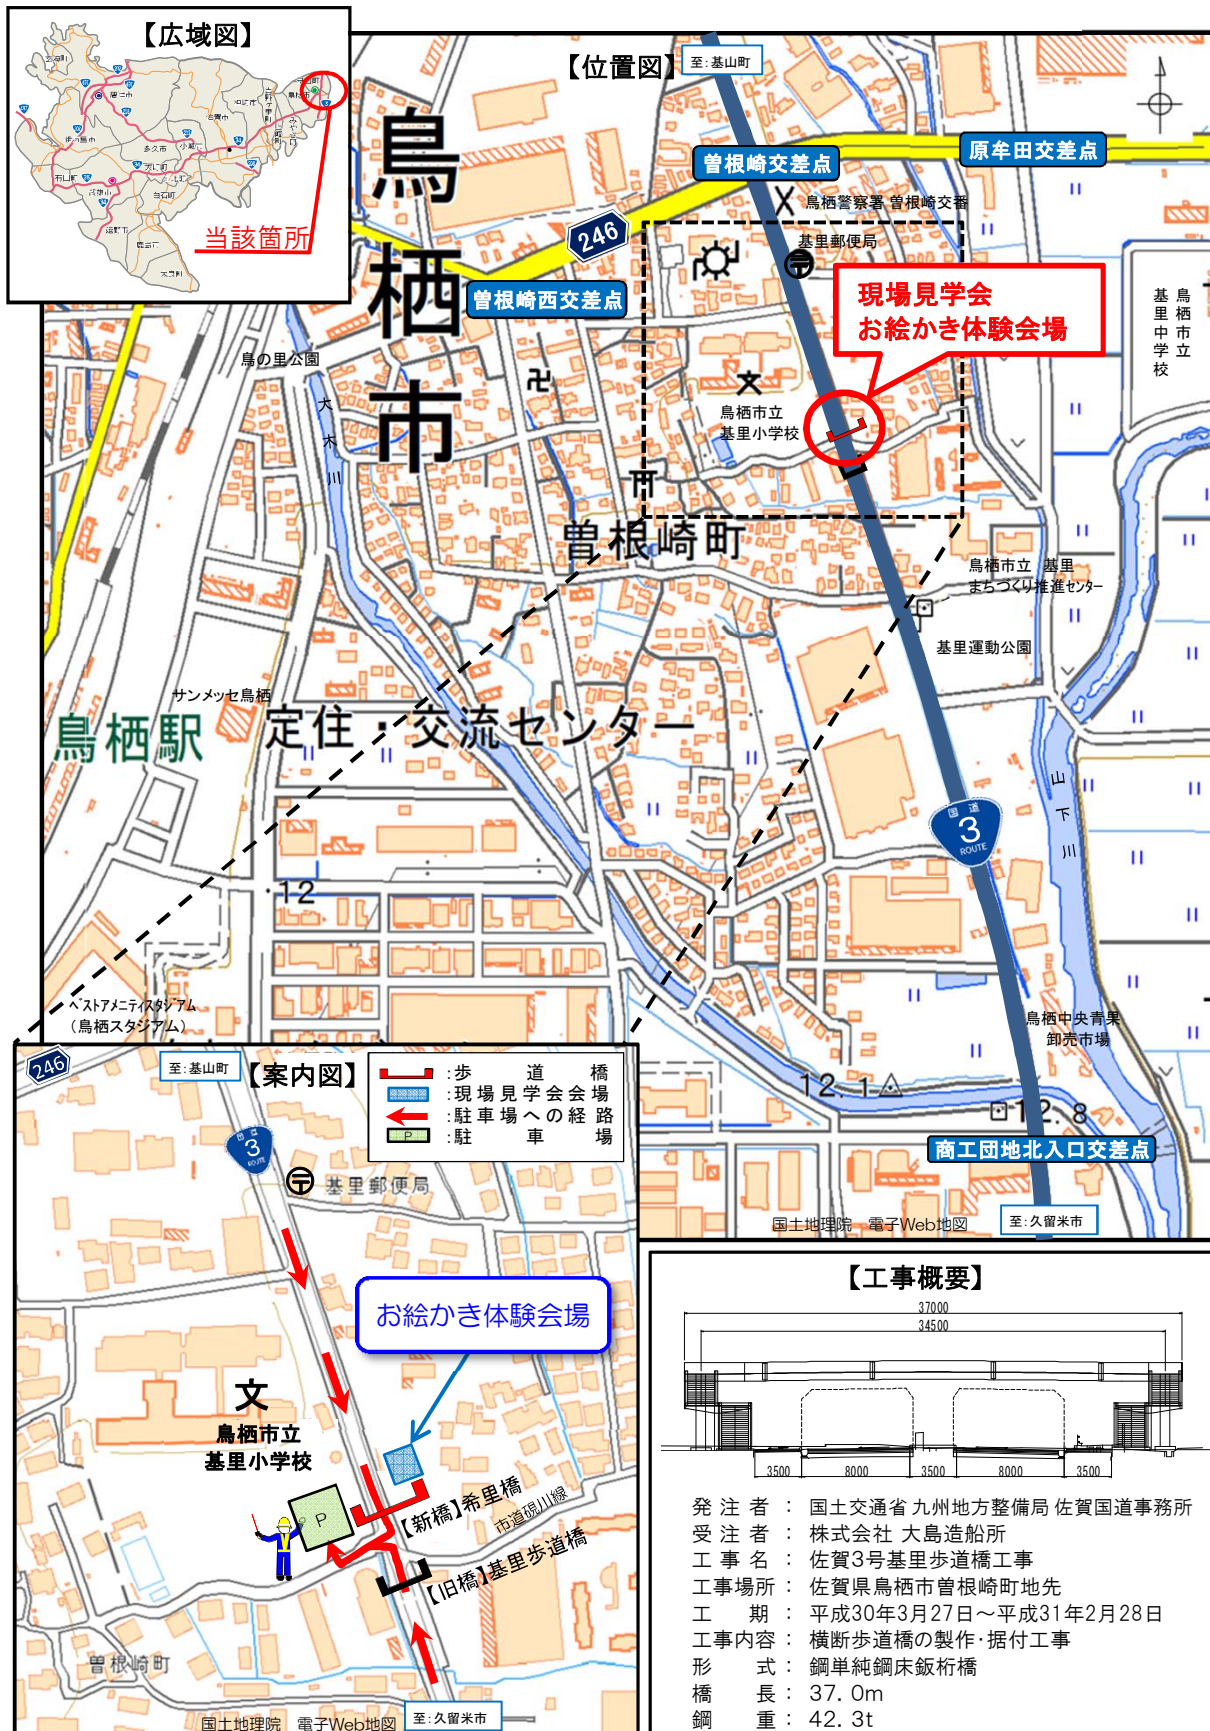 【広域図】
当該箇所
【位置図】
至：基山町
鳥栖市
曽根崎交差点
原牟田交差点
鳥栖警察署 曽根崎交番
246
基里郵便局
曽根崎西交差点
現場見学会
お絵かき体験会場
鳥栖市立
基里中学校
鳥の里公園
大木川
文
鳥栖市立
基里小学校
曽根崎町
鳥栖市立 基里
まちづくり推進センター
基里運動公園
サンメッセ鳥栖
鳥栖駅
定住・交流センター
山下川
国道
3
ROUTE
12
ベストアメニティスタジアム
（鳥栖スタジアム）
鳥栖中央青果
卸売市場
12.1
12.8
商工団地北入口交差点
国土地理院 電子Web地図
至：久留米市
246
至：基山町
【案内図】
：歩道橋
：現場見学会会場
：駐車場への経路
P
：駐車場
国道
3
ROUTE
基里郵便局
お絵かき体験会場
文
鳥栖市立
基里小学校
P
【新橋】希里橋
市道硯川線
【旧橋】基里歩道橋
曽根崎町
国土地理院 電子Web地図
至：久留米市
【工事概要】
37000
34500
3500 8000 3500 8000 3500
発注者 ： 国土交通省 九州地方整備局 佐賀国道事務所
受注者 ： 株式会社 大島造船所
工事名 ： 佐賀3号基里歩道橋工事
工事場所 ： 佐賀県鳥栖市曽根崎町地先
工期 ： 平成30年3月27日～平成31年2月28日
工事内容 ： 横断歩道橋の製作・据付工事
形式 ： 鋼単純鋼床鈑桁橋
橋長 ： 37.0m
鋼重 ： 42.3t